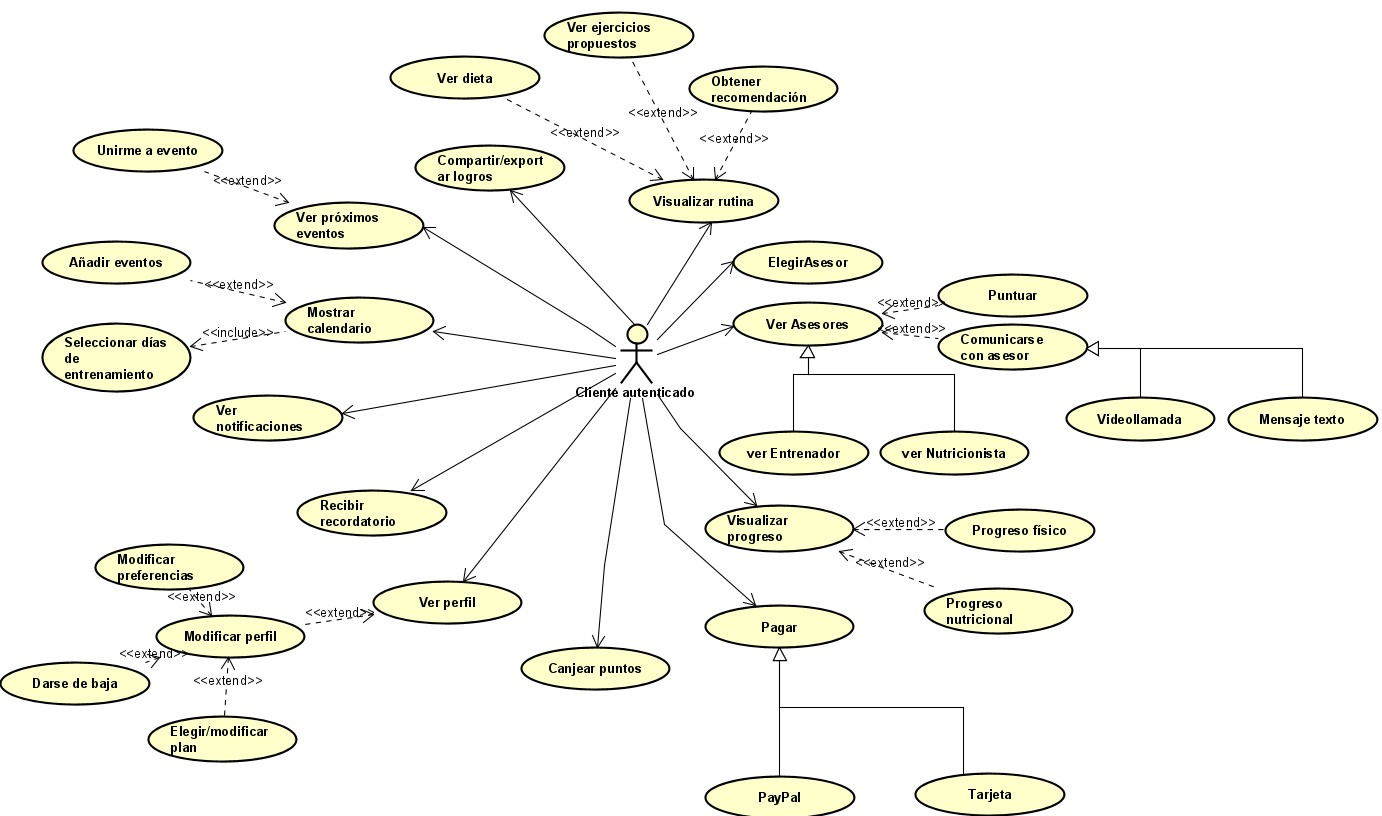 Ver ejercicios
propuestos
Ver dieta
Obtener
recomendación
<<extend>>
<<extend>>
<<extend>>
Unirme a evento
<<extend>>
Compartir/export
ar logros
Visualizar rutina
Ver próximos
eventos
Añadir eventos
<<extend>>
ElegirAsesor
Mostrar
calendario
<<include>>
Seleccionar días
de
entrenamiento
Ver Asesores
<<extend>>
Puntuar
<<extend>>
Comunicarse
con asesor
Cliente autenticado
Ver
notificaciones
Videollamada
Mensaje texto
ver Entrenador
ver Nutricionista
Recibir
recordatorio
Visualizar
progreso
<<extend>>
Progreso físico
<<extend>>
Progreso
nutricional
Modificar
preferencias
<<extend>>
Modificar perfil
<<extend>>
Ver perfil
<<extend>>
Darse de baja
<<extend>>
Elegir/modificar
plan
Canjear puntos
Pagar
PayPal
Tarjeta